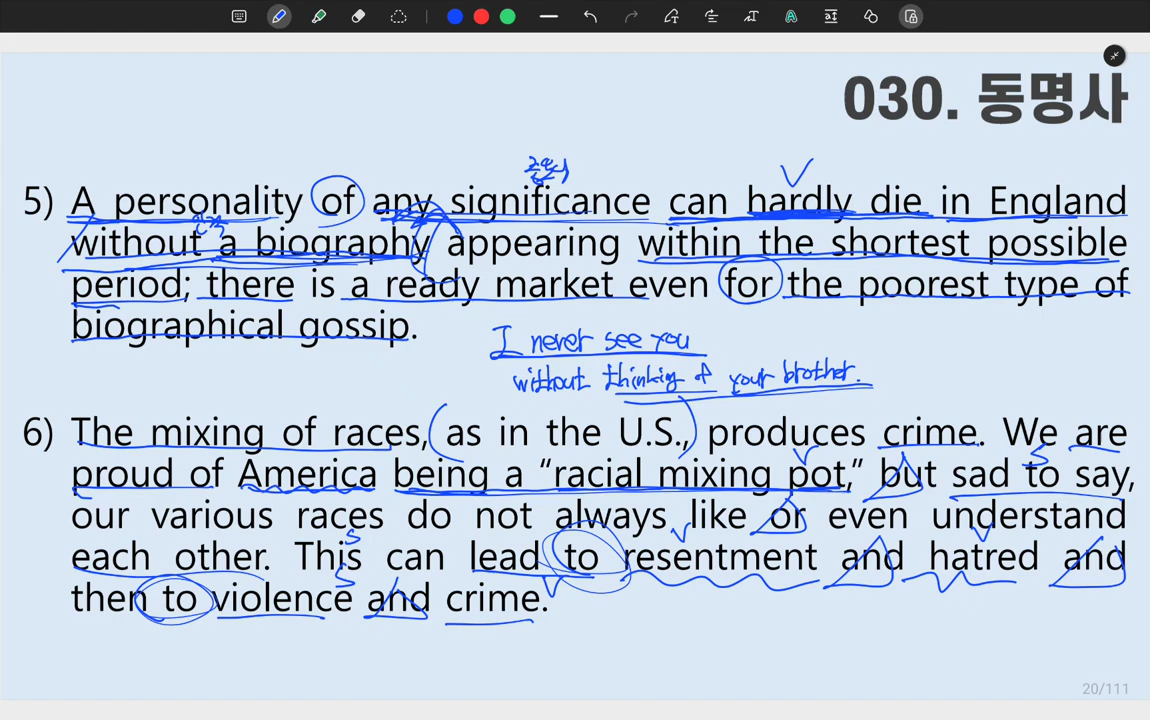 030. 동명사
5) A personality of any significance can hardly die in England
without a biography appearing within the shortest possible
period; there is a ready market even for the poorest type of
biographical gossip.
I never see you
without thinking of your brother.
6) The mixing of races, as in the U.S., produces crime. We are
proud of America being a “racial mixing pot,” but sad to say,
our various races do not always like or even understand
each other. This can lead to resentment and hatred and
then to violence and crime.
20/111